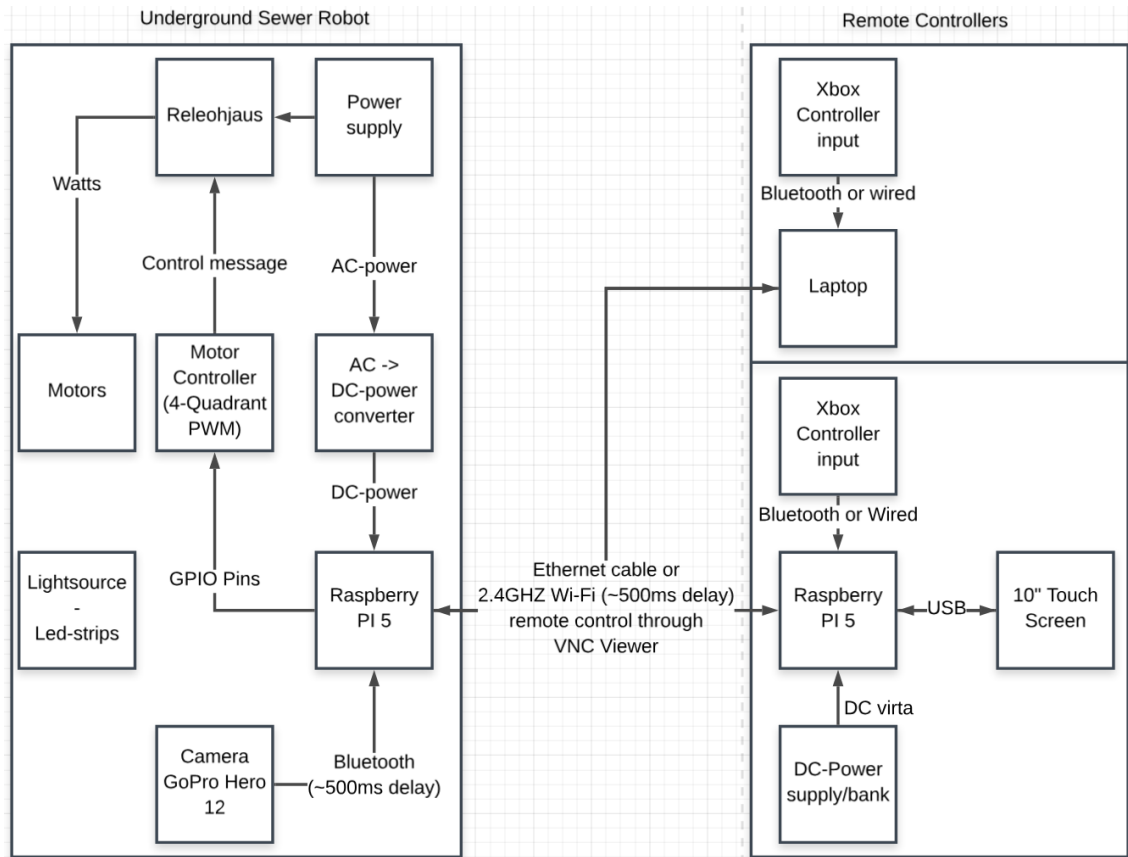 Underground Sewer Robot
Remote Controllers
Releohjaus
Power
supply
Watts
Control message
AC-power
Motors
Motor
Controller
(4-Quadrant
PWM)
AC ->
DC-power
converter
DC-power
Lightsource
-
Led-strips
GPIO Pins
Raspberry
PI 5
Camera
GoPro Hero
12
Bluetooth
(~500ms delay)
Ethernet cable or
2.4GHZ Wi-Fi (~500ms delay)
remote control through
VNC Viewer
Xbox
Controller
input
Bluetooth or wired
Laptop
Xbox
Controller
input
Bluetooth or Wired
Raspberry
PI 5
USB
10" Touch
Screen
DC virta
DC-Power
supply/bank